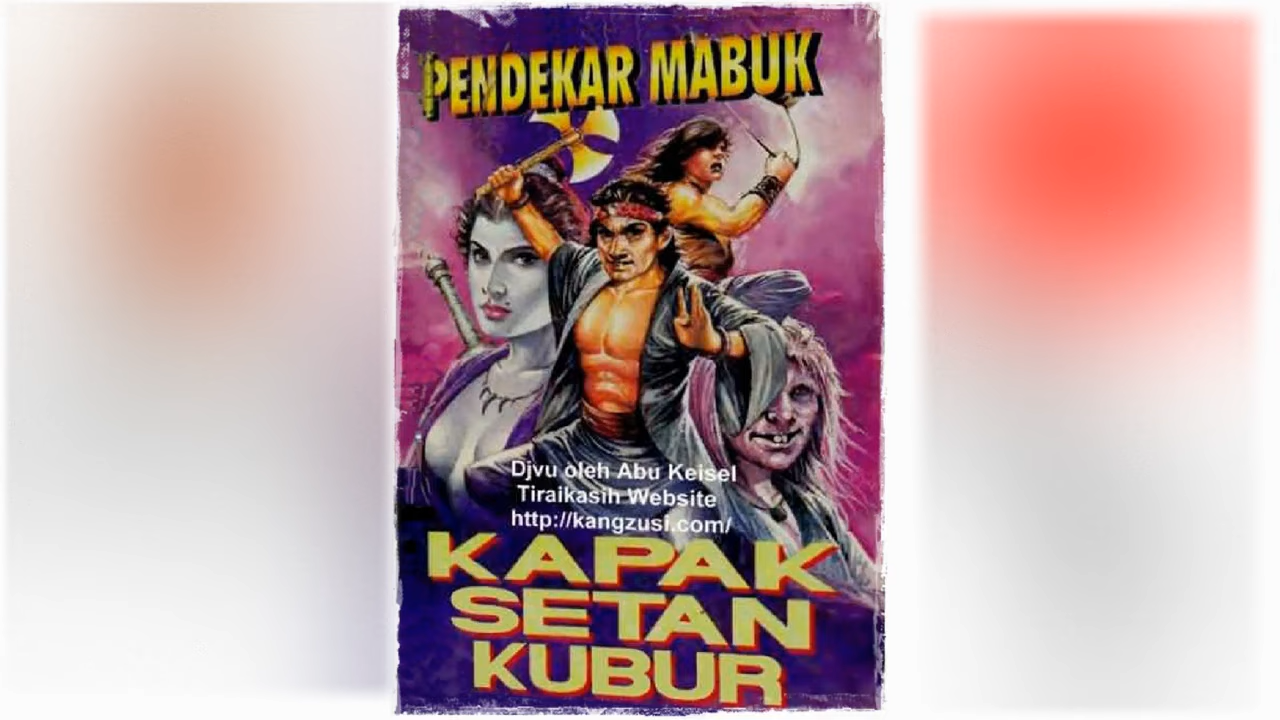 PENDEKAR MABUK
Djvu oleh Abu Keisel
Tiraikasih Website
http://kangzusi.com/
KAPAK
SETAN
KUBUR